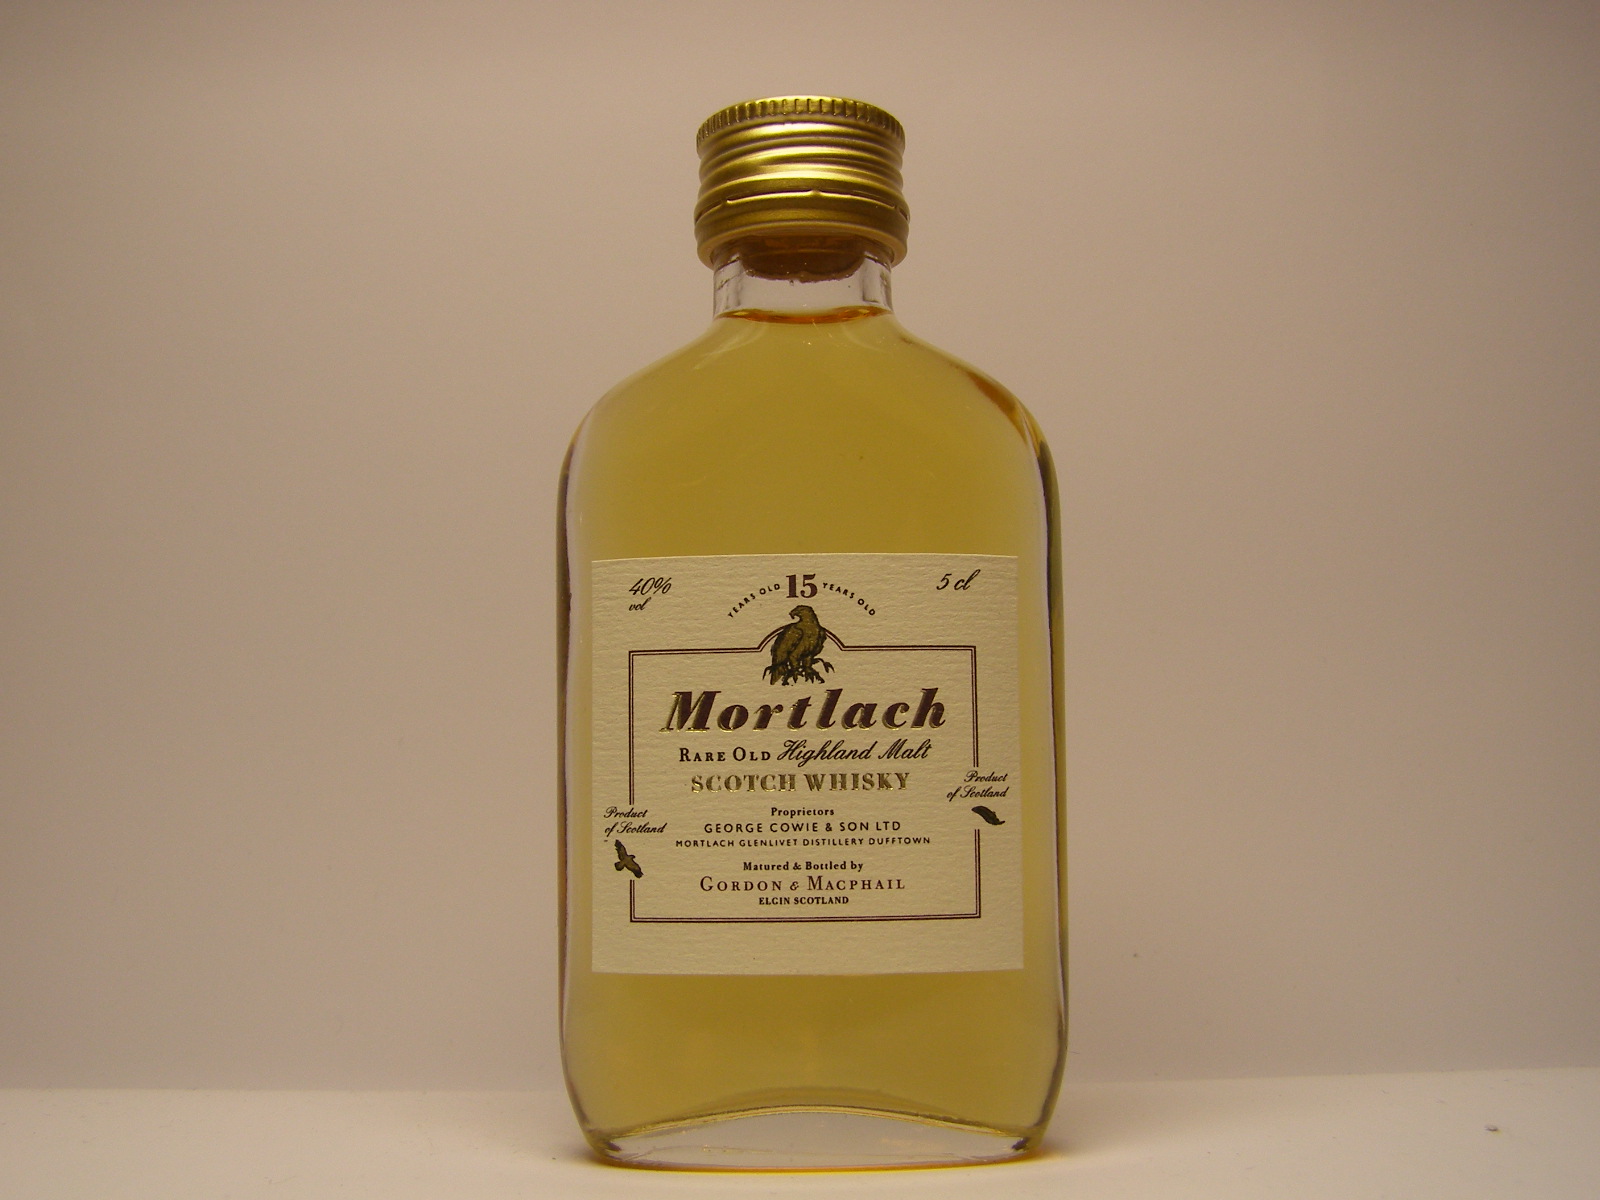 40%
vol
YEARS OLD 15 YEARS OLD
5 cl
Mortlach
RARE OLD Highland Malt
SCOTCH WHISKY
Product
of Scotland
Product
of Scotland
Proprietors
GEORGE COWIE & SON LTD
MORTLACH GLENLIVET DISTILLERY DUFFTOWN
Matured & Bottled by
GORDON & MACPHAIL
ELGIN SCOTLAND